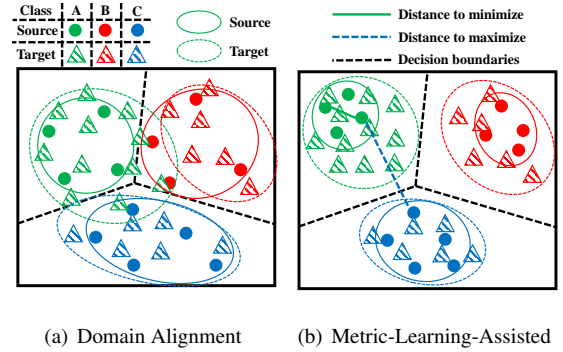 Class A B C
Source
Target
Source
Target
Distance to minimize
Distance to maximize
Decision boundaries
(a) Domain Alignment
(b) Metric-Learning-Assisted